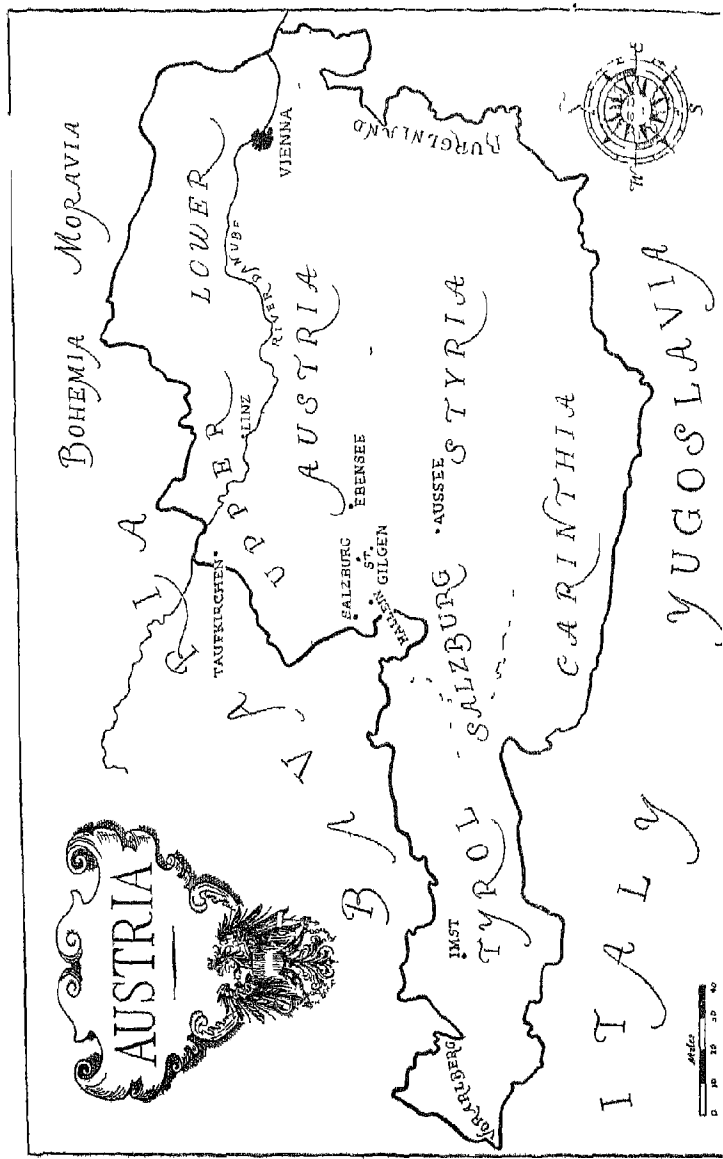 AUSTRIA
BOHEMIA
MORAVIA
BAVARIA
LOWER
UPPER
AUSTRIA
RIVER DANUBE
VIENNA
LINZ
TAUFKIRCHEN
SALZBURG
ST.
GILGEN
HALLEIN
EBENSEE
AUSSEE
BURGENLAND
STYRIA
SALZBURG
CARINTHIA
TYROL
IMST
VORARLBERG
ITALY
YUGOSLAVIA
Miles
0 10 20 30 40
N
E
S
W